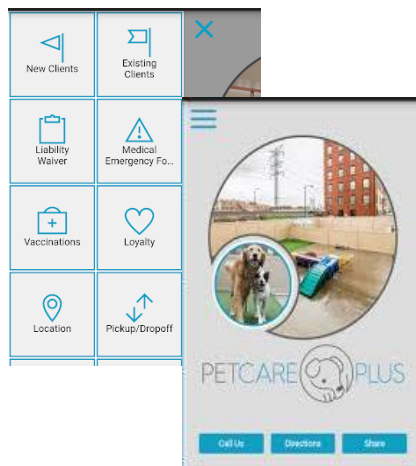 New Clients
Existing
Clients
Liability
Waiver
Medical
Emergency Fo...
Vaccinations
Loyalty
Location
Pickup/Dropoff
PETCARE PLUS
Call Us
Directions
Share